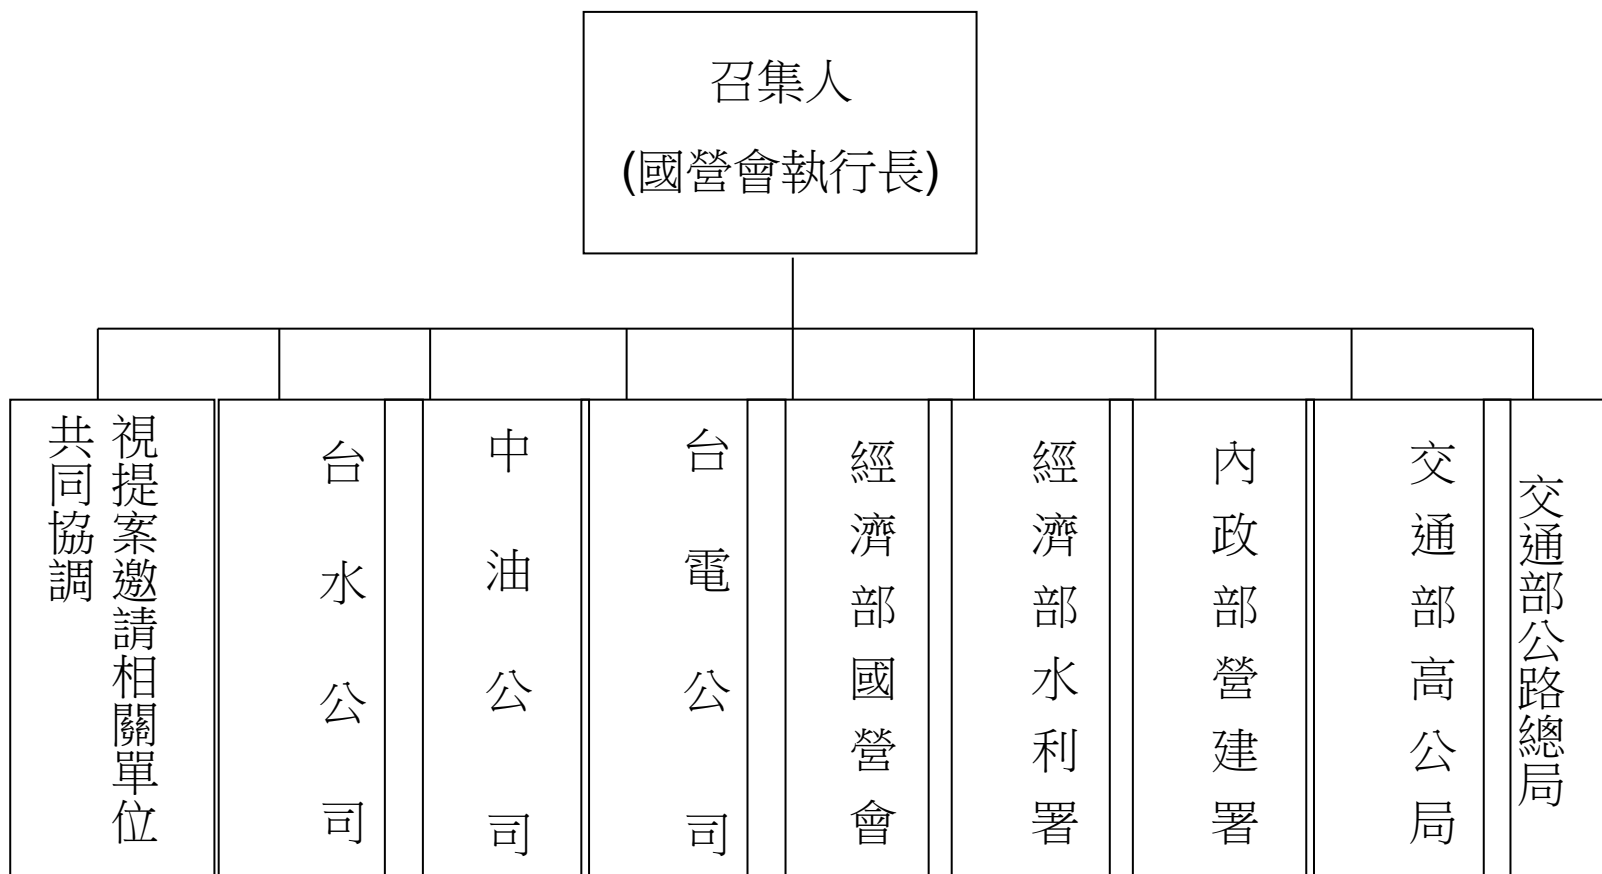 召集人
(國營會執行長)
視提案邀請相關單位
共同協調
台水公司
中油公司
台電公司
經濟部國營會
經濟部水利署
內政部營建署
交通部高公局
交通部公路總局